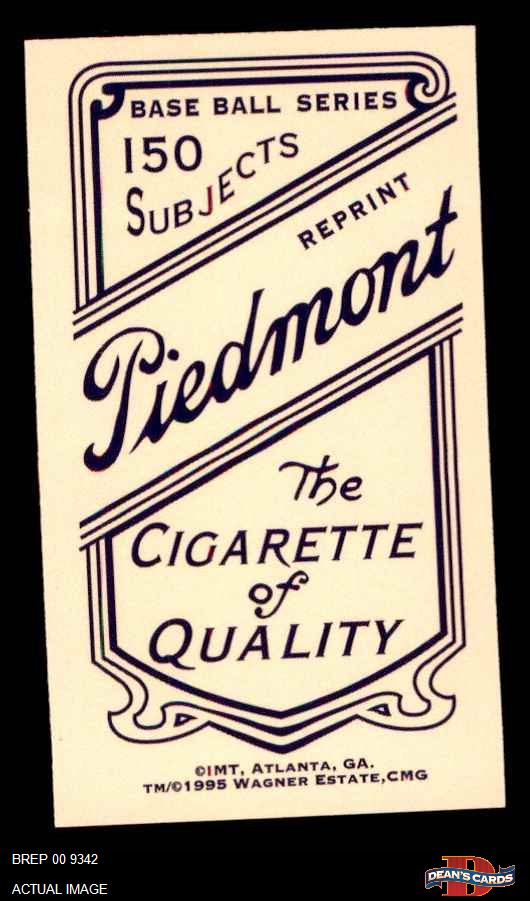 BASE BALL SERIES
150
SUBJECTS
REPRINT
Piedmont
The
CIGARETTE
of
QUALITY
©IMT, ATLANTA, GA.
TM/©1995 WAGNER ESTATE,CMG
BREP 00 9342
ACTUAL IMAGE
D
DEAN'S CARDS